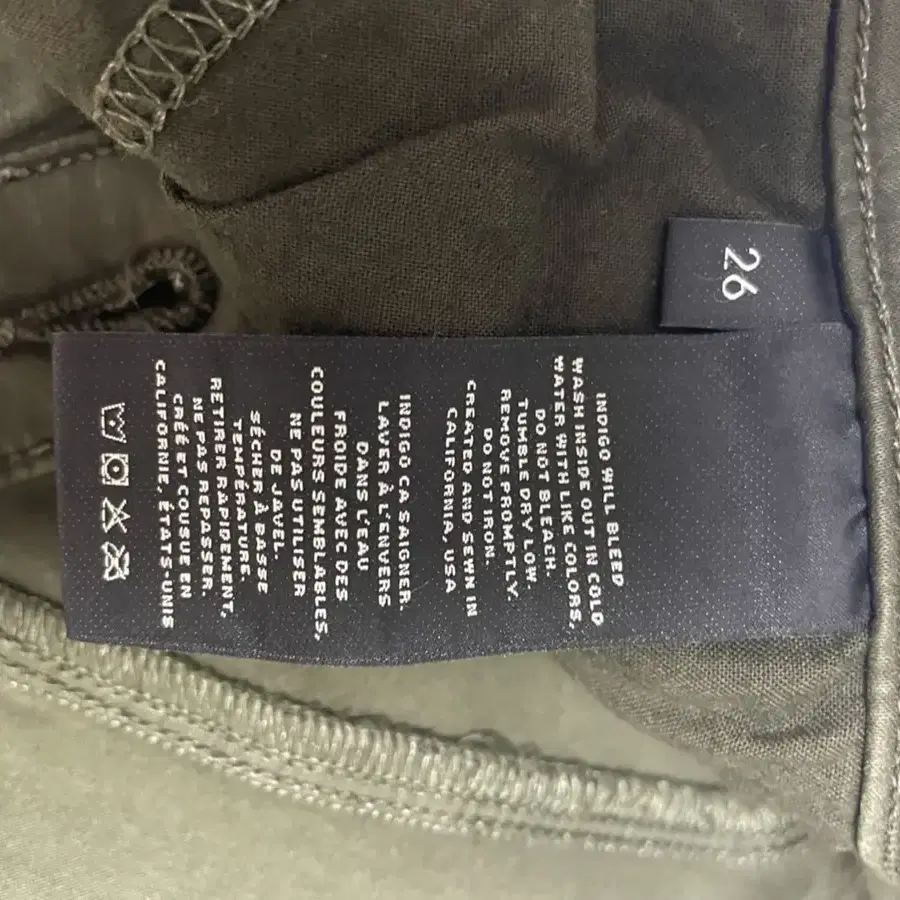 26
INDIGO WILL BLEED
WASH INSIDE OUT IN COLD
WATER WITH LIKE COLORS,
DO NOT BLEACH.
TUMBLE DRY LOW.
REMOVE PROMPTLY.
DO NOT IRON.
CREATED AND SEWN IN
CALIFORNIA, USA
INDIGO CA SAIGNER.
LAVER À L'ENVERS
DANS L'EAU
FROIDE AVEC DES
COULEURS SEMBLABLES,
NE PAS UTILISER
DE JAVEL.
SÉCHER À BASSE
TEMPÉRATURE.
RETIRER RAPIDEMENT,
NE PAS REPASSER.
CRÉÉ ET COUSUE EN
CALIFORNIE, ÉTATS-UNIS